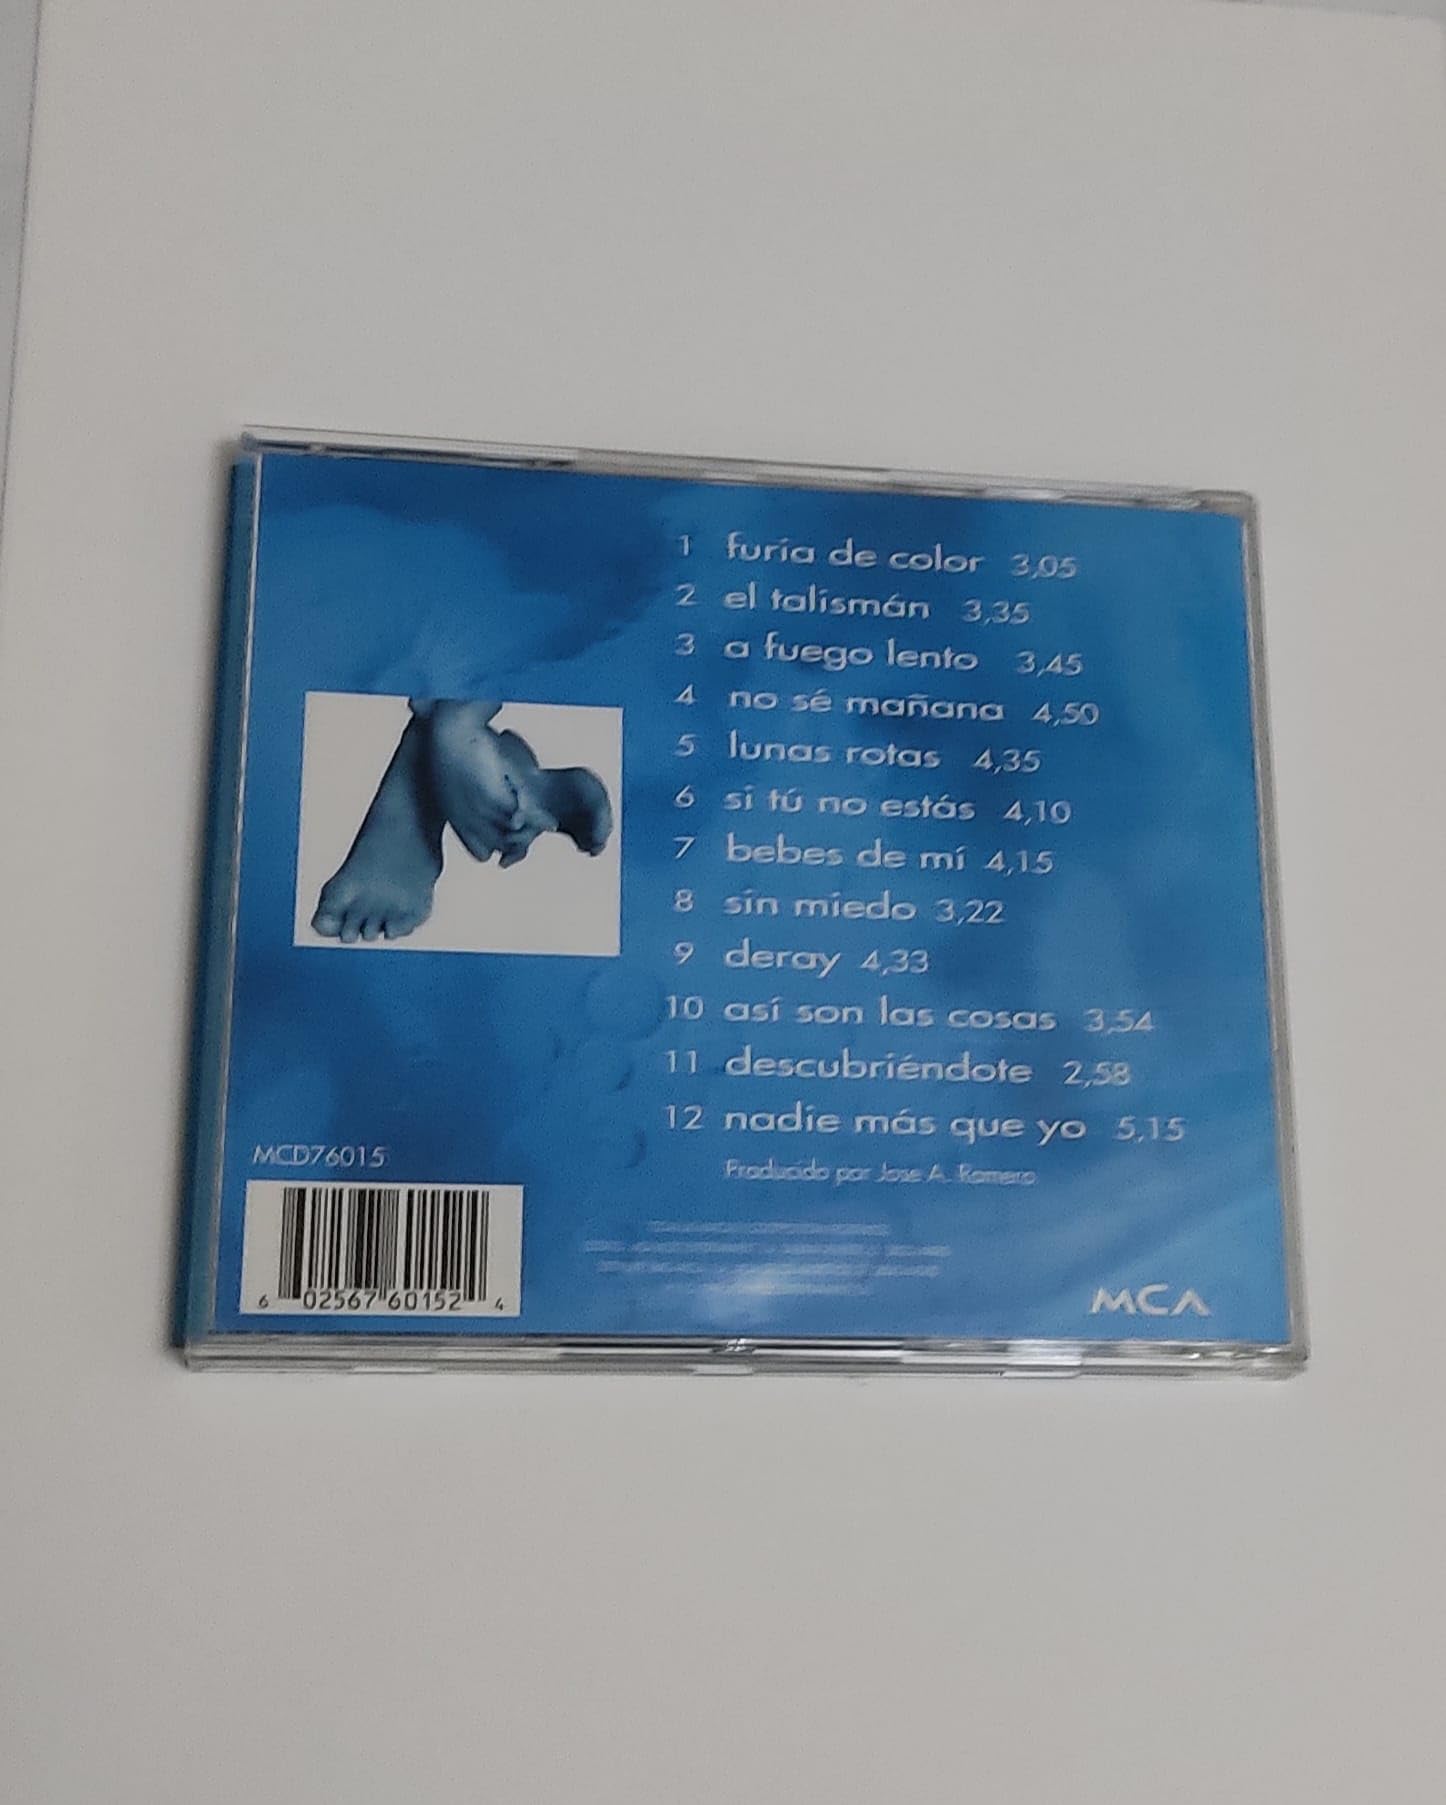 1 furia de color 3,05
2 el talismán 3,35
3 a fuego lento 3,45
4 no sé mañana 4,50
5 lunas rotas 4,35
6 si tú no estás 4,10
7 bebes de mí 4,15
8 sin miedo 3,22
9 deray 4,33
10 así son las cosas 3,54
11 descubriéndote 2,58
12 nadie más que yo 5,15
Producido por Jose A. Romero
MCD76015
6 02567 60152 4
MCA